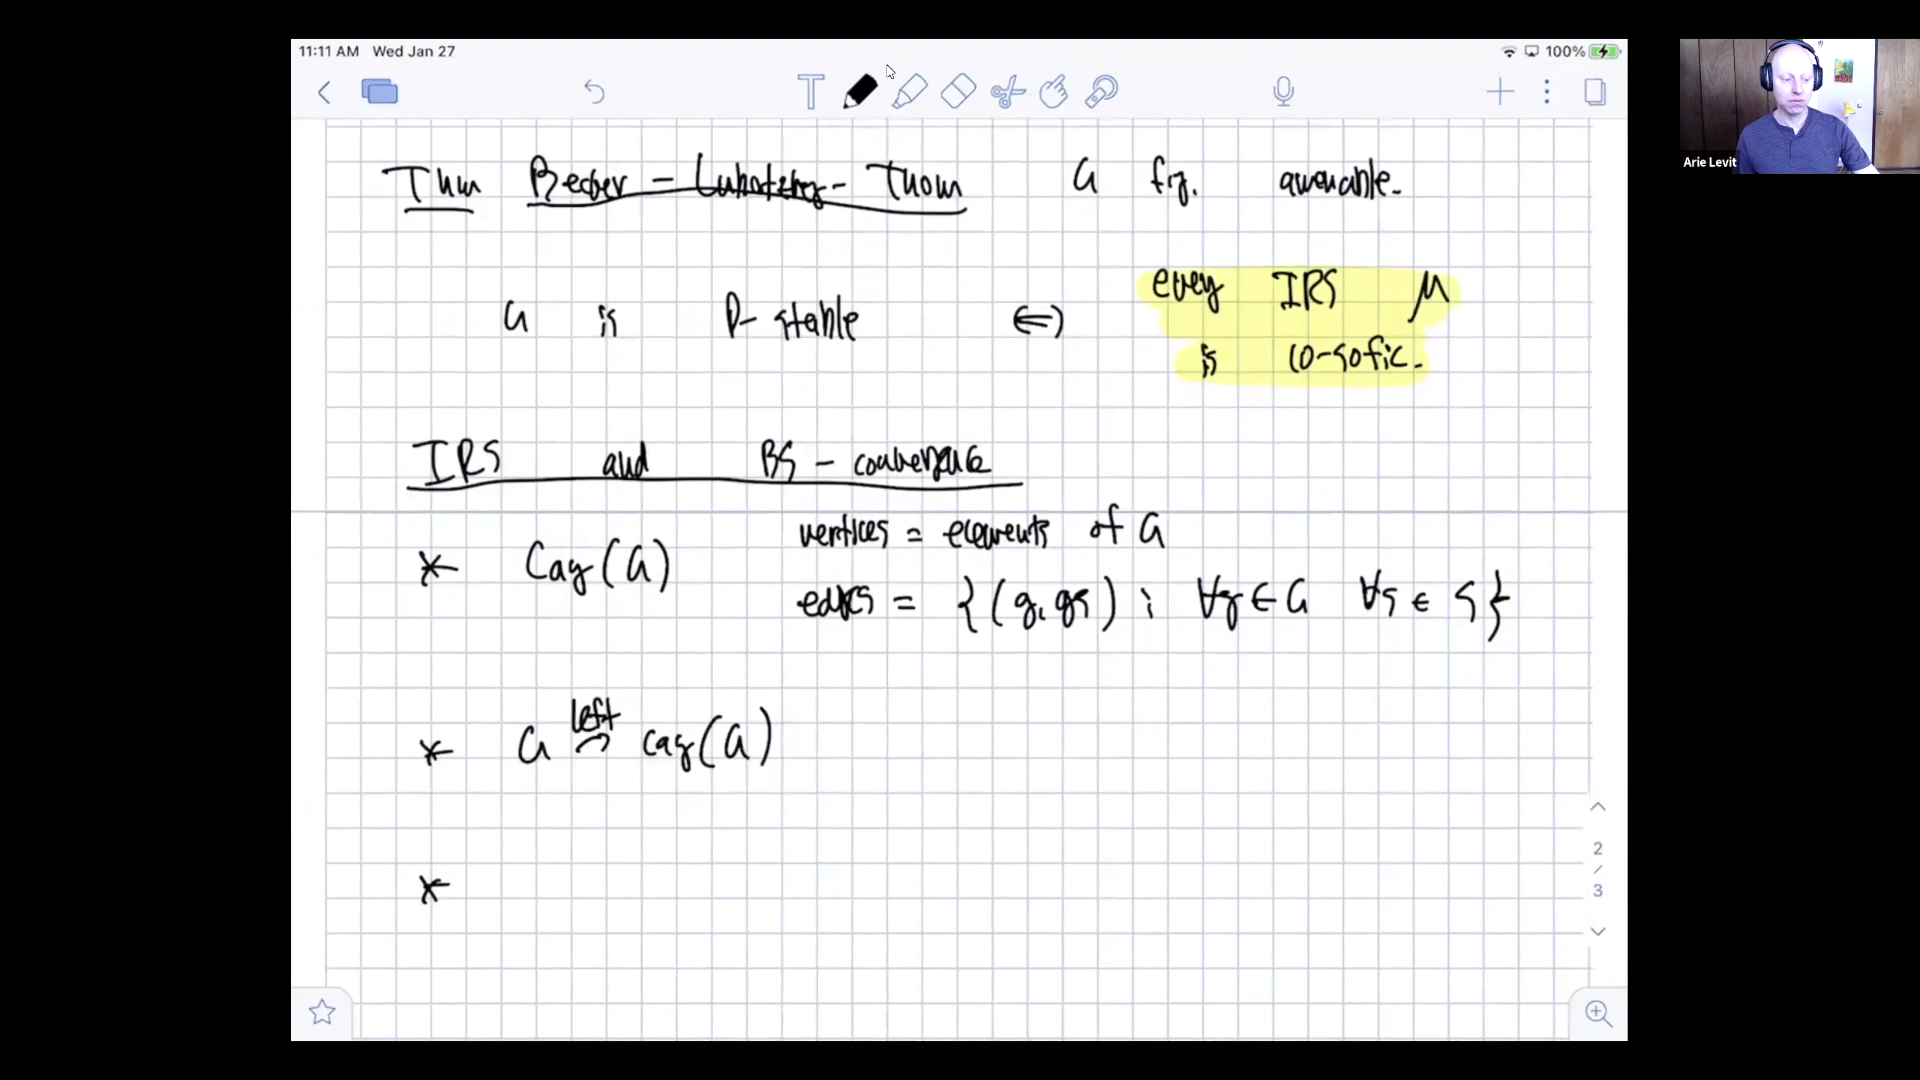 11:11 AM Wed Jan 27 100%
Arie Levit
Thm Becker - Lubotzky - Thom G f.g. amenable.
G is P-stable ⇔ every IRS μ
is co-sofic.
IRS and BS - convergence
* Cay(G) vertices = elements of G
edges = {(g, gs) : ∀g ∈ G ∀s ∈ S}
* G left ↷ Cay(G)
*
2
/
3